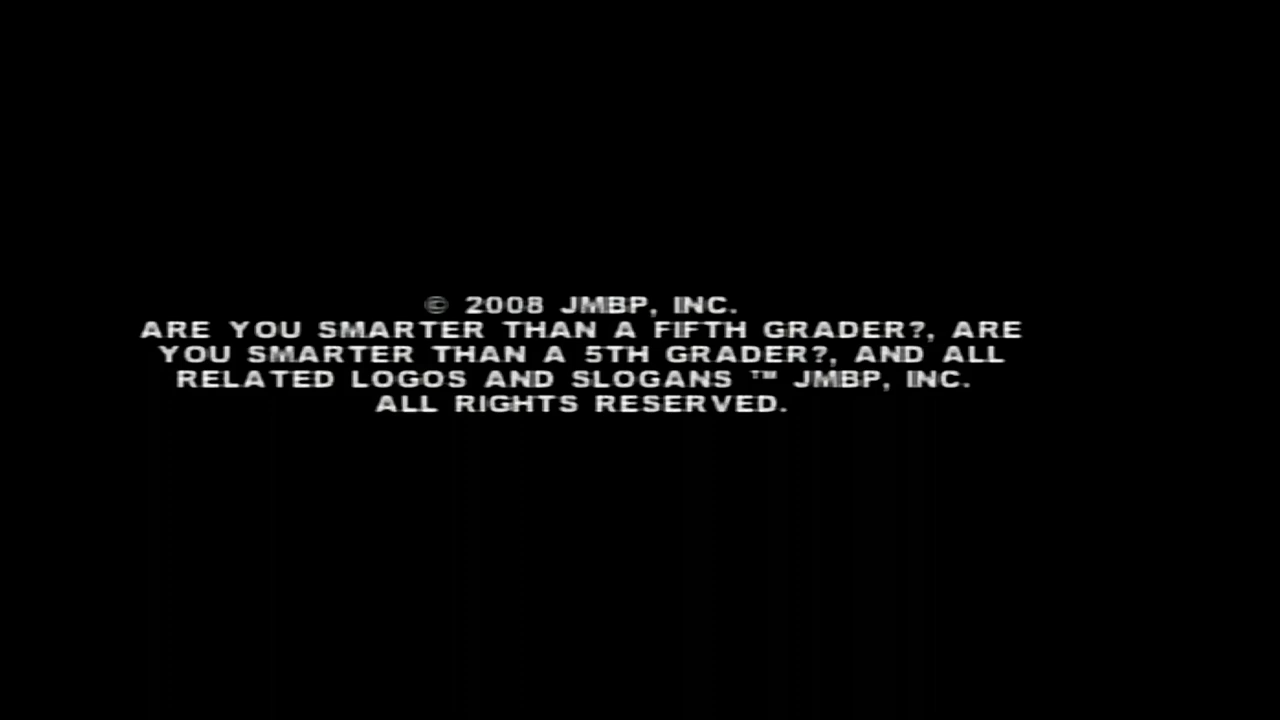 © 2008 JMBP, INC.
ARE YOU SMARTER THAN A FIFTH GRADER?, ARE
YOU SMARTER THAN A 5TH GRADER?, AND ALL
RELATED LOGOS AND SLOGANS ™ JMBP, INC.
ALL RIGHTS RESERVED.